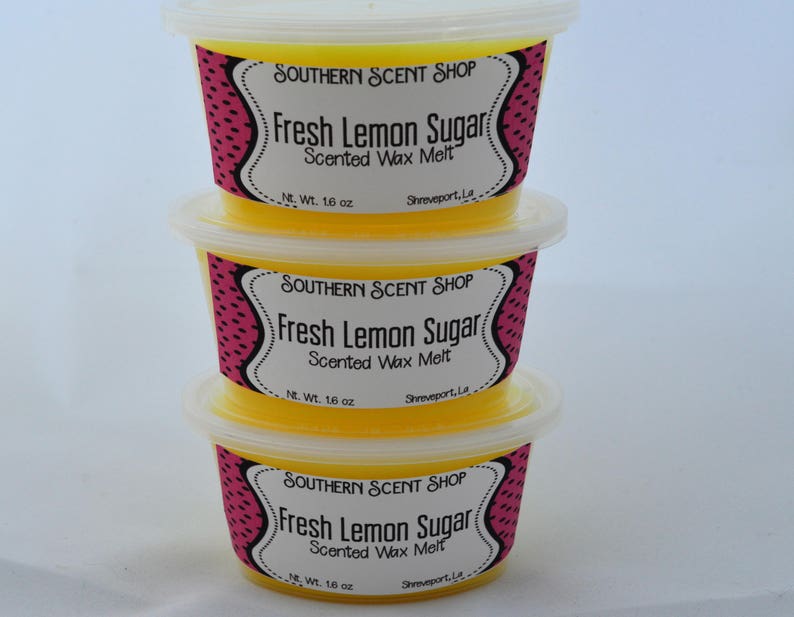 Southern Scent Shop
Fresh Lemon Sugar
Scented Wax Melt
Nt. Wt. 1.6 oz Shreveport, La
Southern Scent Shop
Fresh Lemon Sugar
Scented Wax Melt
Nt. Wt. 1.6 oz Shreveport, La
Southern Scent Shop
Fresh Lemon Sugar
Scented Wax Melt
Nt. Wt. 1.6 oz Shreveport, La